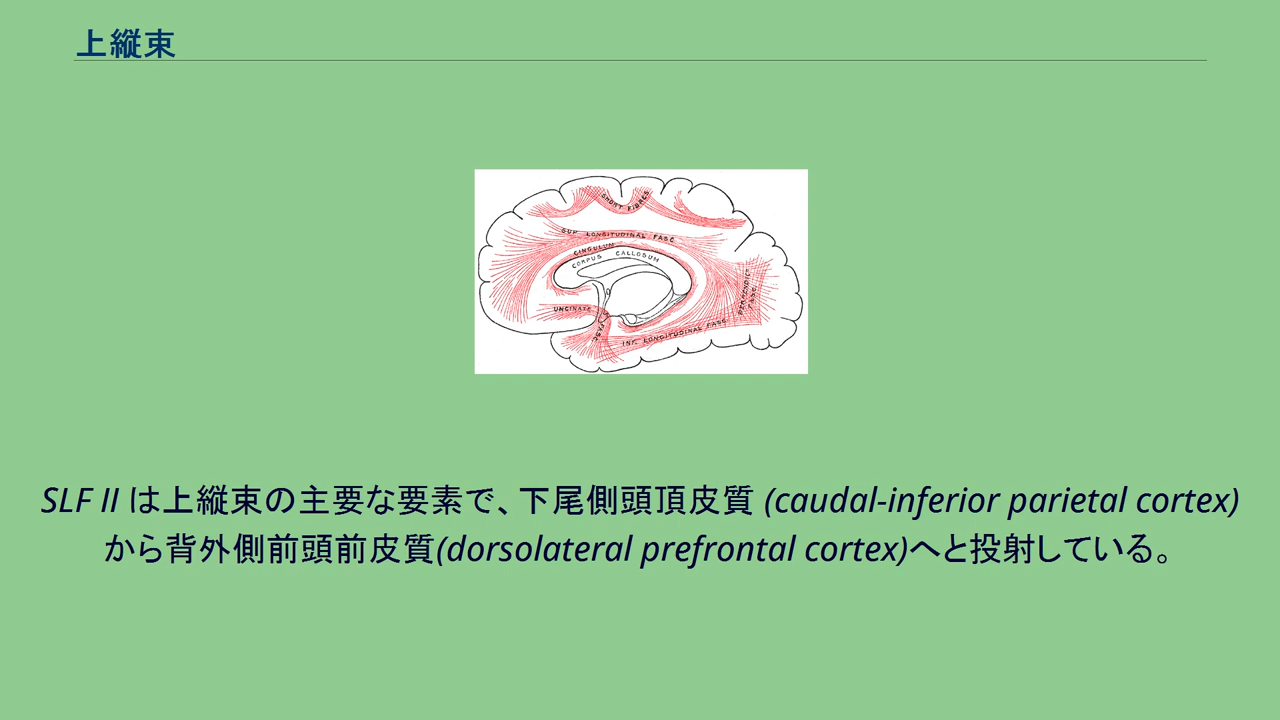 上縦束
SHORT FIBRES
SUP. LONGITUDINAL FASC
CINGULUM
CORPUS CALLOSUM
UNCINATE
FASC
INF. LONGITUDINAL FASC
FASC.
SLF II は上縦束の主要な要素で、下尾側頭頂皮質 (caudal-inferior parietal cortex)
から背外側前頭前皮質(dorsolateral prefrontal cortex)へと投射している。